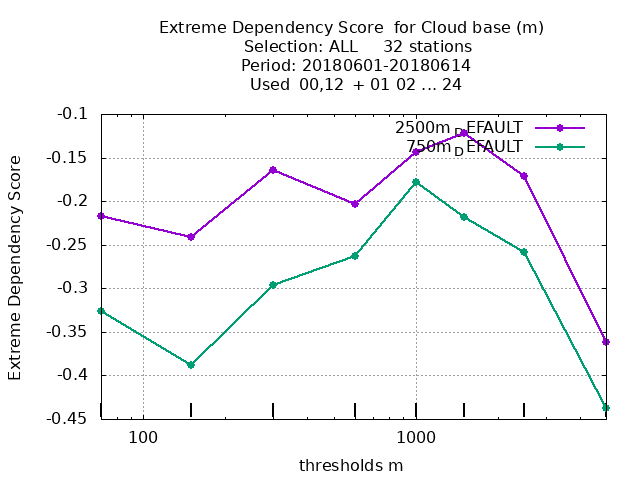 Extreme Dependency Score  for Cloud base (m)
Selection: ALL     32 stations
Period: 20180601-20180614
Used  00,12  + 01 02 ... 24
2500m_DEFAULT
750m_DEFAULT
Extreme Dependency Score
-0.1
-0.15
-0.2
-0.25
-0.3
-0.35
-0.4
-0.45
100 1000
thresholds m